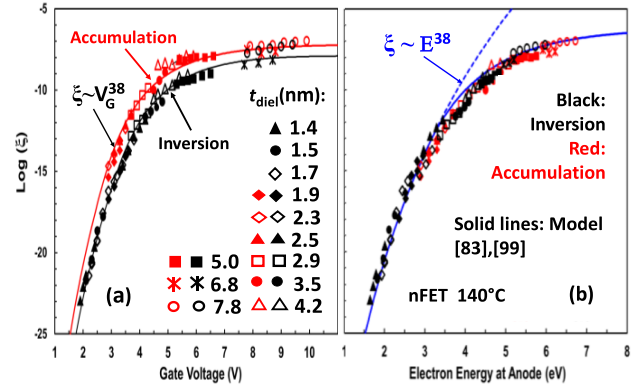 -5
-10
-15
-20
-25
Log (ξ)
Accumulation
ξ~V_G^38
t_diel(nm):
Inversion
1.4
1.5
1.7
1.9
2.3
2.5
5.0 2.9
6.8 3.5
7.8 4.2
(a)
1 2 3 4 5 6 7 8 9 10
Gate Voltage (V)
ξ ~ E^38
Black:
Inversion
Red:
Accumulation
Solid lines: Model
[83],[99]
nFET 140°C (b)
1 2 3 4 5 6 7 8
Electron Energy at Anode (eV)